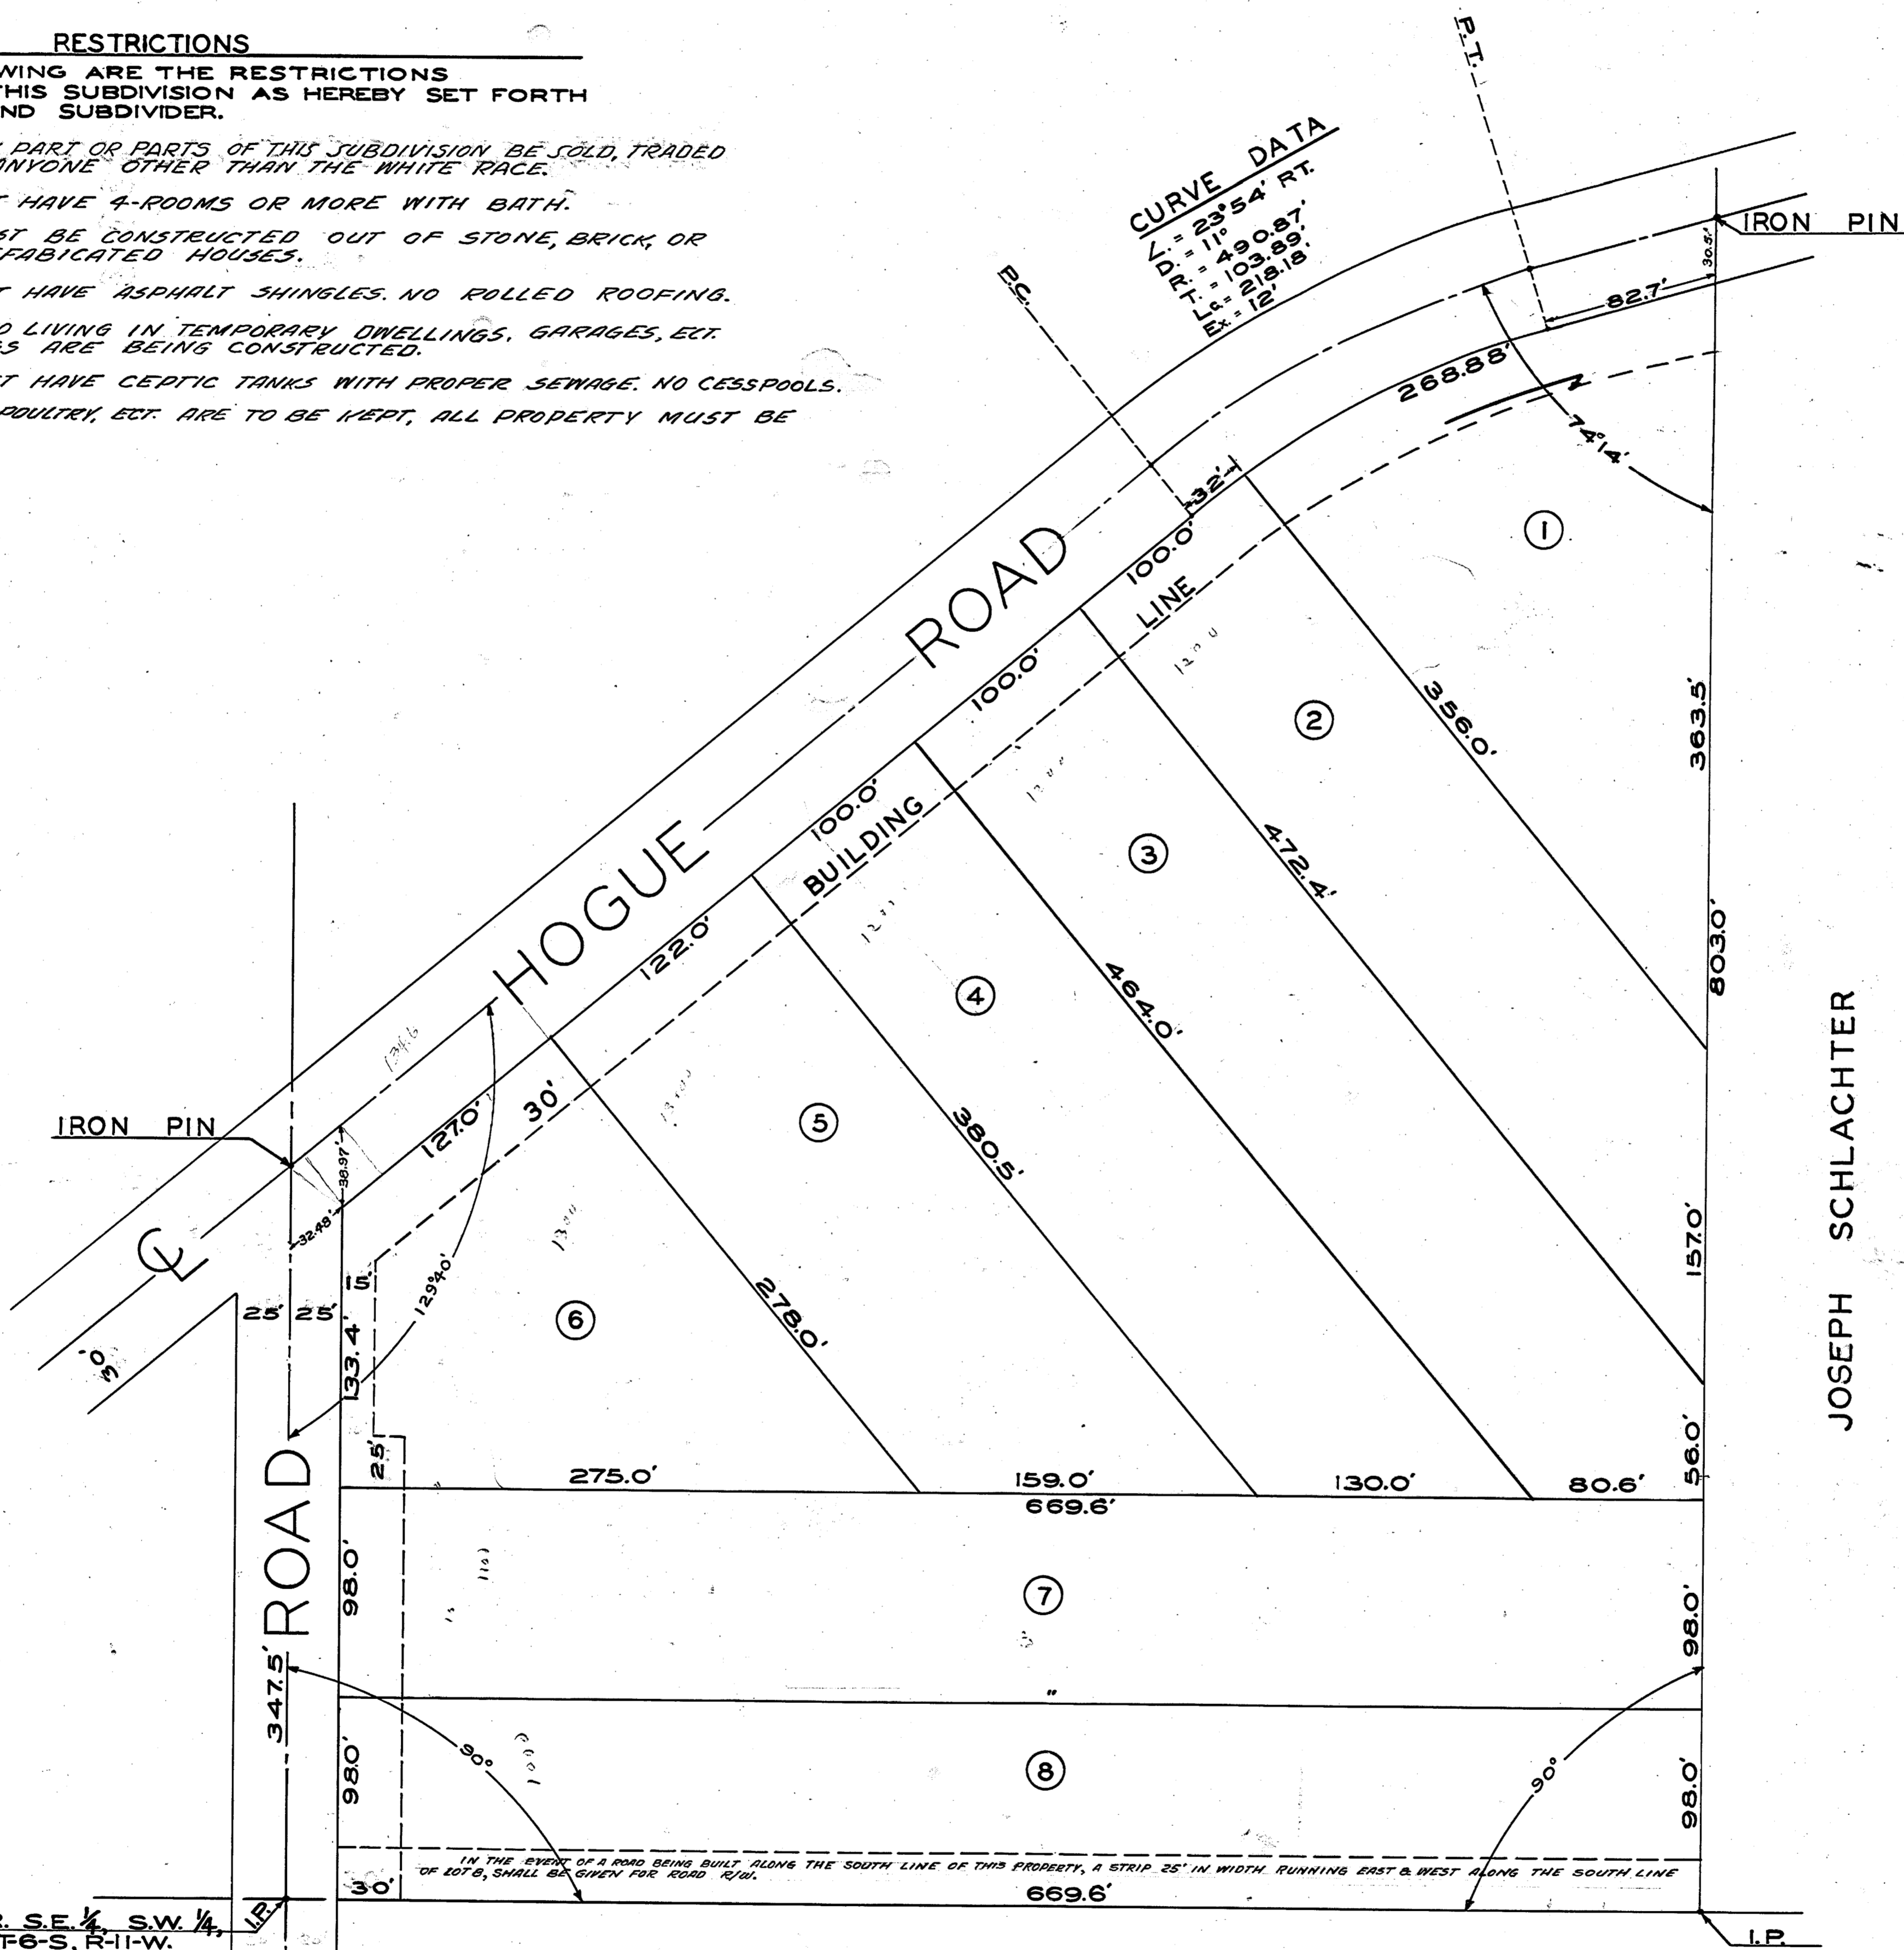 RESTRICTIONS
WING ARE THE RESTRICTIONS
THIS SUBDIVISION AS HEREBY SET FORTH
ND SUBDIVIDER.
PART OR PARTS OF THIS SUBDIVISION BE SOLD, TRADED
ANYONE OTHER THAN THE WHITE RACE.
HAVE 4-ROOMS OR MORE WITH BATH.
ST BE CONSTRUCTED OUT OF STONE, BRICK, OR
FABICATED HOUSES.
T HAVE ASPHALT SHINGLES. NO ROLLED ROOFING.
O LIVING IN TEMPORARY DWELLINGS, GARAGES, ECT.
S ARE BEING CONSTRUCTED.
T HAVE CEPTIC TANKS WITH PROPER SEWAGE. NO CESSPOOLS.
POULTRY, ECT. ARE TO BE KEPT, ALL PROPERTY MUST BE
CURVE DATA
∠. = 23°54' RT.
D. = 11°
R. = 490.87'
T. = 103.89'
Lc = 218.18'
Ex. = 12'
P.C.
P.T.
IRON PIN
30.5'
82.7'
268.88'
74°14'
32'
1
100.0'
LINE
ROAD
2
356.0'
363.5'
100.0'
3
472.4'
803.0'
100.0'
BUILDING
HOGUE
122.0'
4
464.0'
JOSEPH SCHLACHTER
134.6
IRON PIN
127.0'
30'
5
380.5'
38.97'
32.48'
157.0'
℄
15'
129°40'
25' 25'
133.4'
6
278.0'
30'
25'
56.0'
275.0'
159.0'
130.0'
80.6'
669.6'
ROAD
98.0'
7
98.0'
347.5'
"
90°
98.0'
8
90°
98.0'
IN THE EVENT OF A ROAD BEING BUILT ALONG THE SOUTH LINE OF THIS PROPERTY, A STRIP 25' IN WIDTH RUNNING EAST & WEST ALONG THE SOUTH LINE
OF LOT 8, SHALL BE GIVEN FOR ROAD R/W.
30'
669.6'
I.P.
S.E. ¼, S.W. ¼,
T-6-S, R-11-W.
I.P.